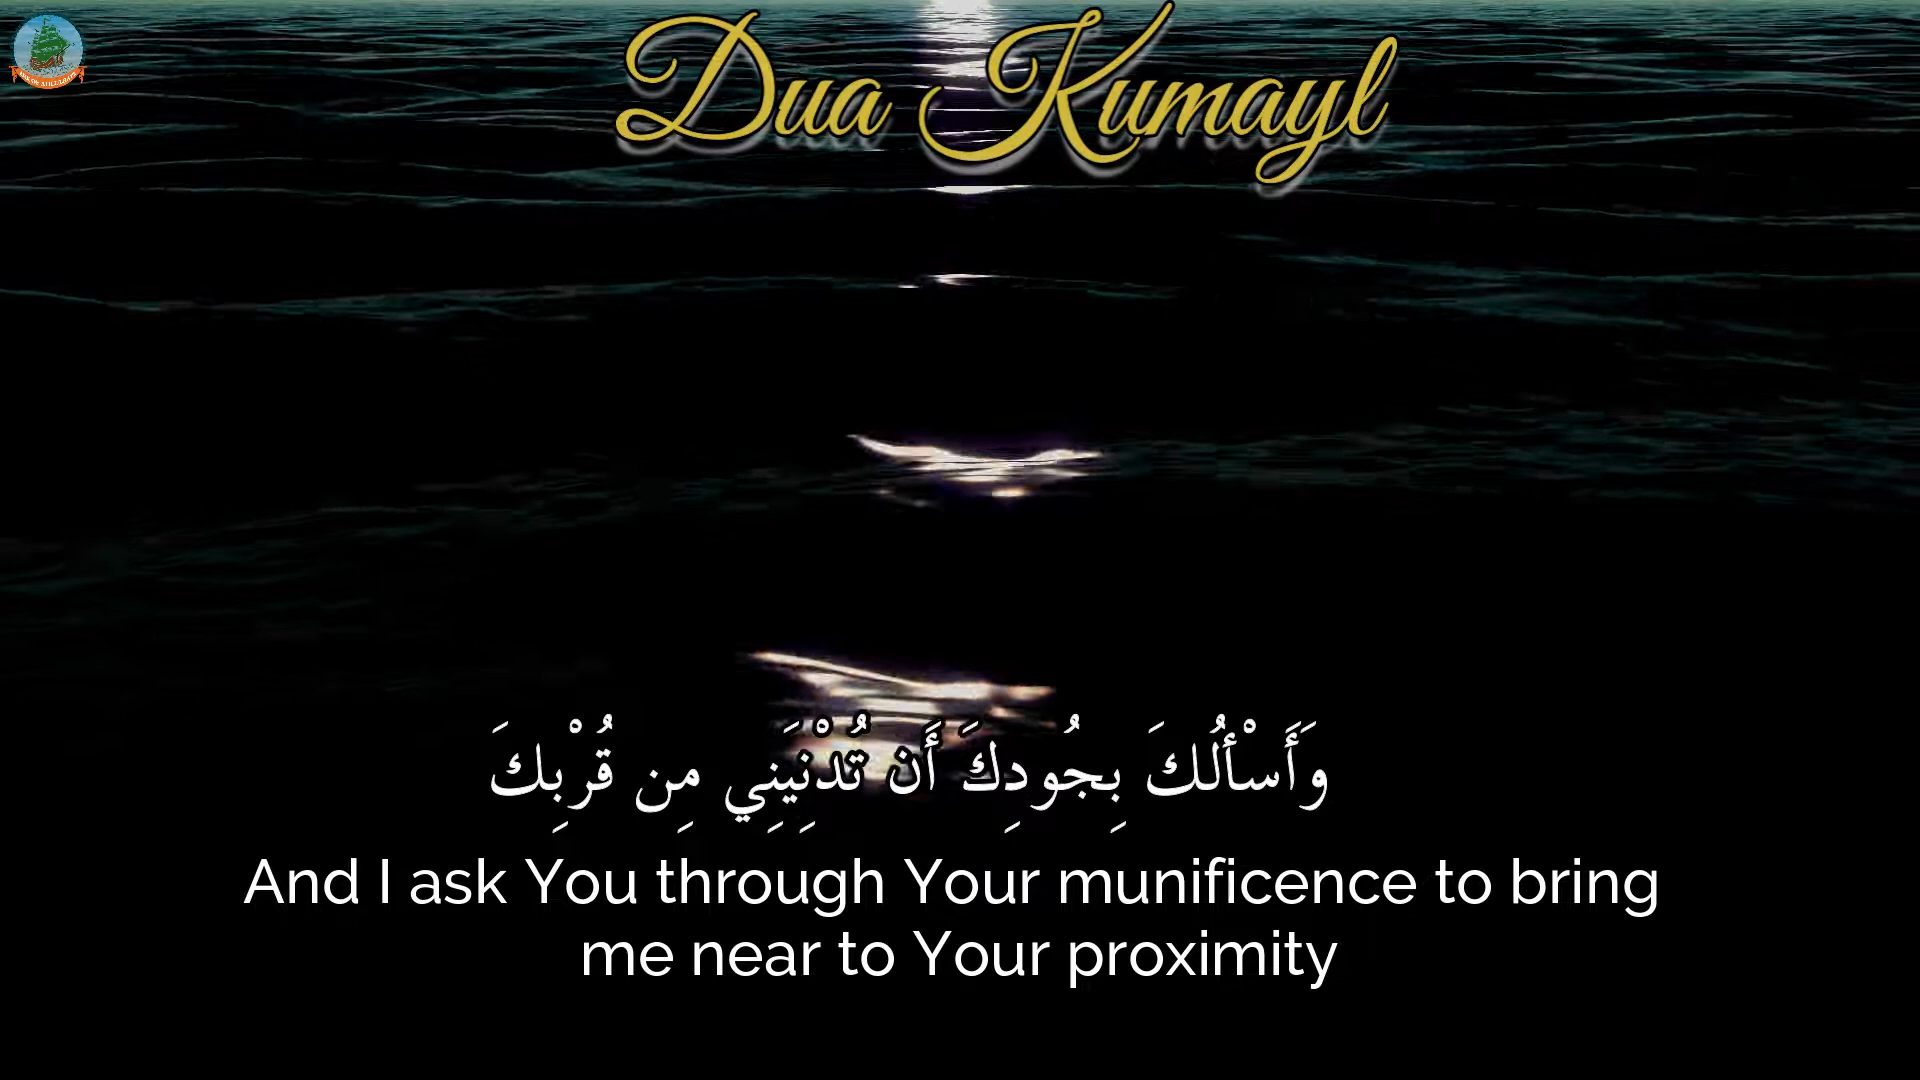 Dua Kumayl
وَأَسْأَلُكَ بِجُودِكَ أَن تُدْنِيَنِي مِن قُرْبِكَ
And I ask You through Your munificence to bring
me near to Your proximity